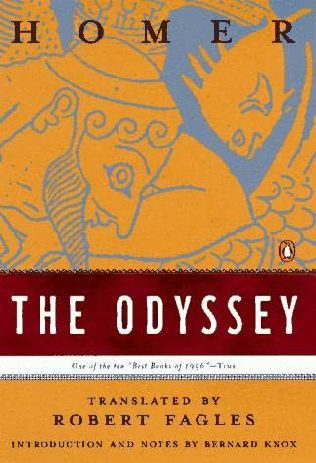 HOMER
THE ODYSSEY
One of the ten "Best Books of 1996"—Time
TRANSLATED BY
ROBERT FAGLES
INTRODUCTION AND NOTES BY BERNARD KNOX